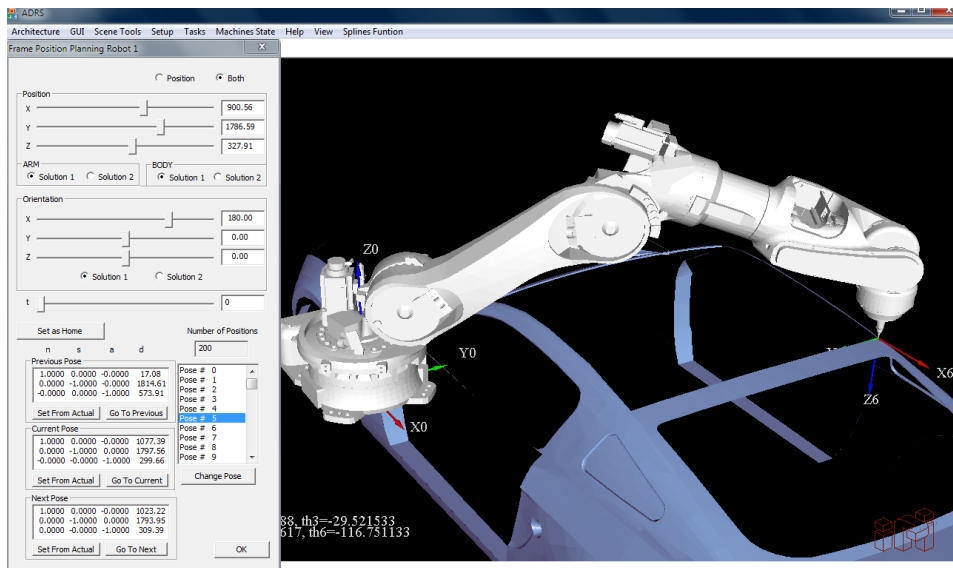 ADRS
Architecture GUI Scene Tools Setup Tasks Machines State Help View Splines Funtion
Frame Position Planning Robot 1 X
Position Both
Position
X 900.56
Y 1786.59
Z 327.91
ARM BODY
Solution 1 Solution 2 Solution 1 Solution 2
Orientation
X 180.00
Y 0.00
Z 0.00
Solution 1 Solution 2
t 0
Set as Home Number of Positions
200
n s a d
Previous Pose
1.0000 0.0000 -0.0000 17.08
0.0000 -1.0000 -0.0000 1814.61
-0.0000 0.0000 -1.0000 573.91
Set From Actual Go To Previous
Current Pose
1.0000 0.0000 -0.0000 1077.39
0.0000 -1.0000 0.0000 1797.56
-0.0000 -0.0000 -1.0000 299.66
Set From Actual Go To Current
Next Pose
1.0000 0.0000 -0.0000 1023.22
0.0000 -1.0000 0.0000 1793.95
0.0000 -0.0000 -1.0000 309.39
Set From Actual Go To Next
Pose # 0
Pose # 1
Pose # 2
Pose # 3
Pose # 4
Pose # 5
Pose # 6
Pose # 7
Pose # 8
Pose # 9
Change Pose
OK
Z0
Y0
X0
X6
Z6
88, th3=-29.521533
617, th6=-116.751133